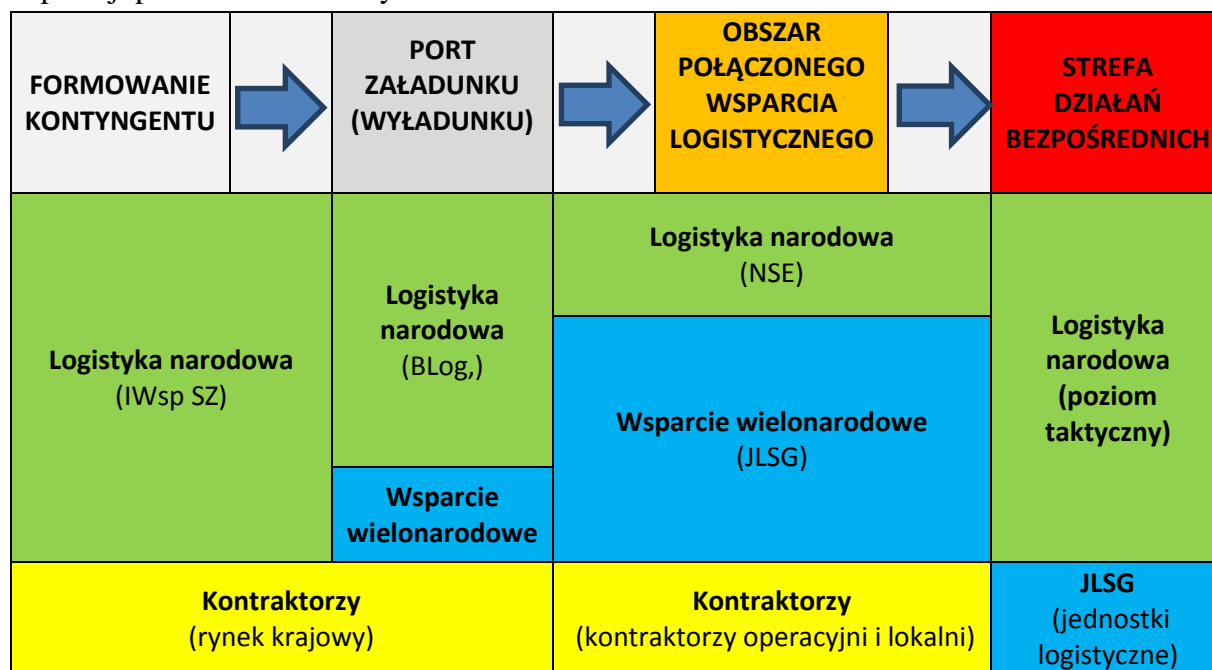 FORMOWANIE
KONTYNGENTU
PORT
ZAŁADUNKU
(WYŁADUNKU)
OBSZAR
POŁĄCZONEGO
WSPARCIA
LOGISTYCZNEGO
STREFA
DZIAŁAŃ
BEZPOŚREDNICH
Logistyka narodowa
(IWsp SZ)
Logistyka
narodowa
(BLog,)
Wsparcie
wielonarodowe
Logistyka narodowa
(NSE)
Wsparcie wielonarodowe
(JLSG)
Logistyka
narodowa
(poziom
taktyczny)
Kontraktorzy
(rynek krajowy)
Kontraktorzy
(kontraktorzy operacyjni i lokalni)
JLSG
(jednostki
logistyczne)